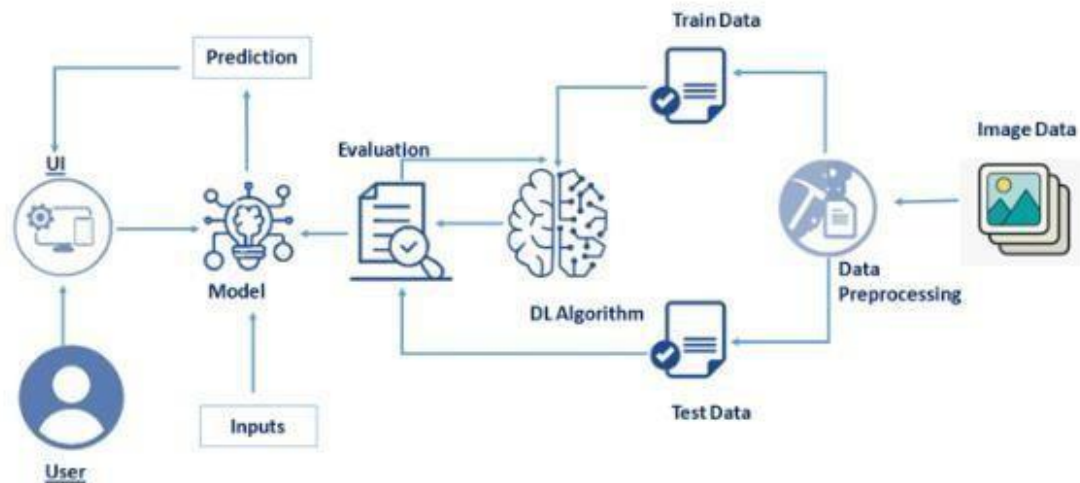 Train Data
Prediction
Image Data
Evaluation
UI
Model
Data
Preprocessing
DL Algorithm
Inputs
Test Data
User